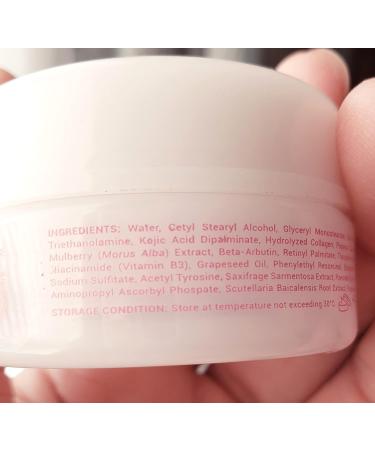 INGREDIENTS: Water, Cetyl Stearyl Alcohol, Glyceryl Monostearate,
Triethanolamine, Kojic Acid Dipalminate, Hydrolyzed Collagen,
Mulberry (Morus Alba) Extract, Beta-Arbutin, Retinyl Palmitate,
Niacinamide (Vitamin B3), Grapeseed Oil, Phenylethyl Resorcinol,
Sodium Sulfitate, Acetyl Tyrosine, Saxifrage Sarmentosa Extract,
Aminopropyl Ascorbyl Phospate, Scutellaria Baicalensis Root Extract,
STORAGE CONDITION: Store at temperature not exceeding 30°C